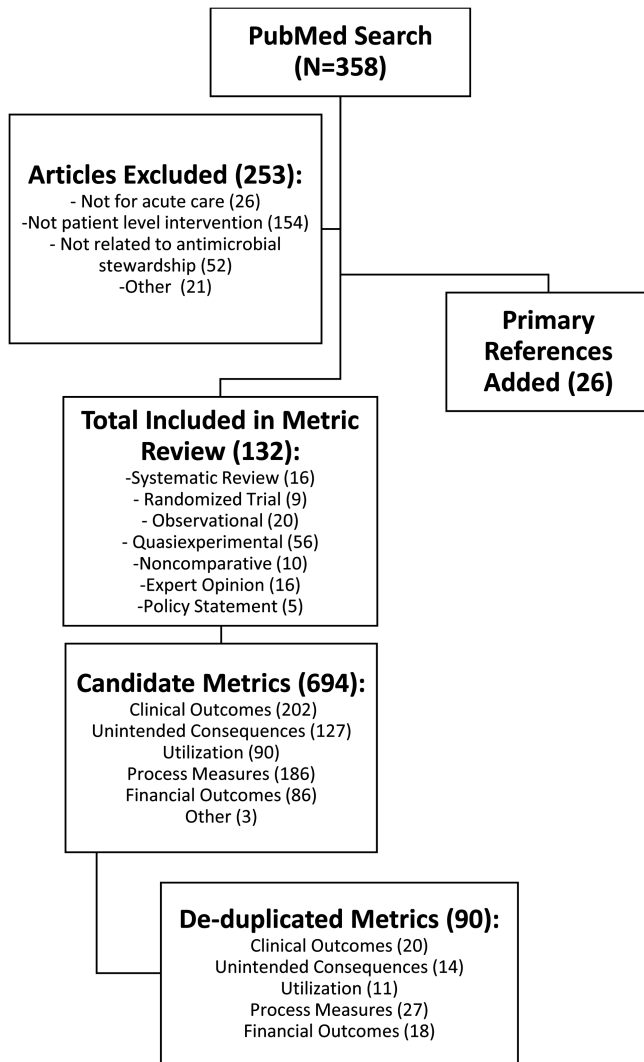 PubMed Search
(N=358)
Articles Excluded (253):
- Not for acute care (26)
-Not patient level intervention (154)
- Not related to antimicrobial
stewardship (52)
-Other (21)
Primary
References
Added (26)
Total Included in Metric
Review (132):
-Systematic Review (16)
- Randomized Trial (9)
- Observational (20)
- Quasiexperimental (56)
-Noncomparative (10)
-Expert Opinion (16)
-Policy Statement (5)
Candidate Metrics (694):
Clinical Outcomes (202)
Unintended Consequences (127)
Utilization (90)
Process Measures (186)
Financial Outcomes (86)
Other (3)
De-duplicated Metrics (90):
Clinical Outcomes (20)
Unintended Consequences (14)
Utilization (11)
Process Measures (27)
Financial Outcomes (18)